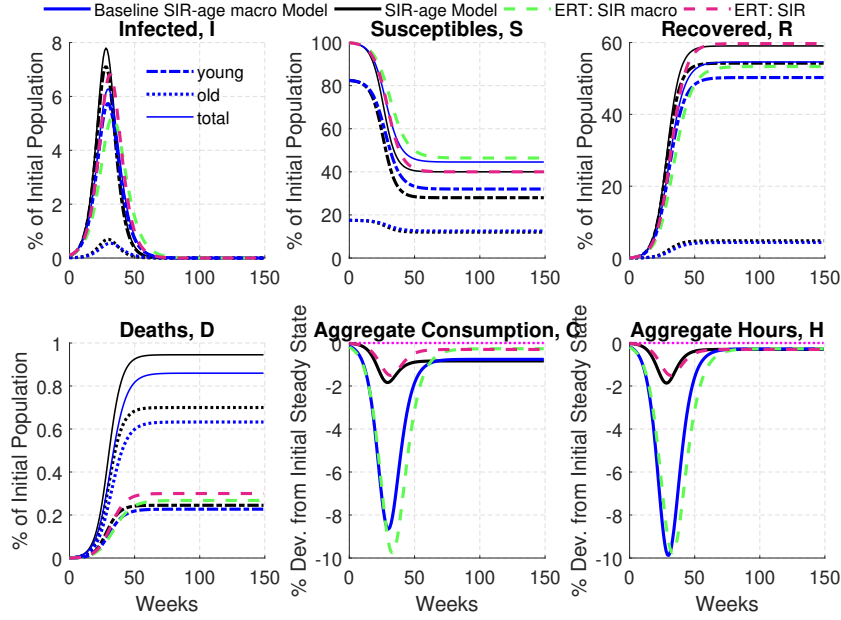 Baseline SIR-age macro Model SIR-age Model ERT: SIR macro ERT: SIR
Infected, I
Susceptibles, S
Recovered, R
% of Initial Population
8
6
4
2
0
0 50 100 150
young
old
total
% of Initial Population
100
80
60
40
20
0
0 50 100 150
% of Initial Population
60
40
20
0
0 50 100 150
Deaths, D
Aggregate Consumption, C
Aggregate Hours, H
% of Initial Population
1
0.8
0.6
0.4
0.2
0
0 50 100 150
Weeks
% Dev. from Initial Steady State
0
-2
-4
-6
-8
-10
0 50 100 150
Weeks
% Dev. from Initial Steady State
0
-2
-4
-6
-8
-10
0 50 100 150
Weeks